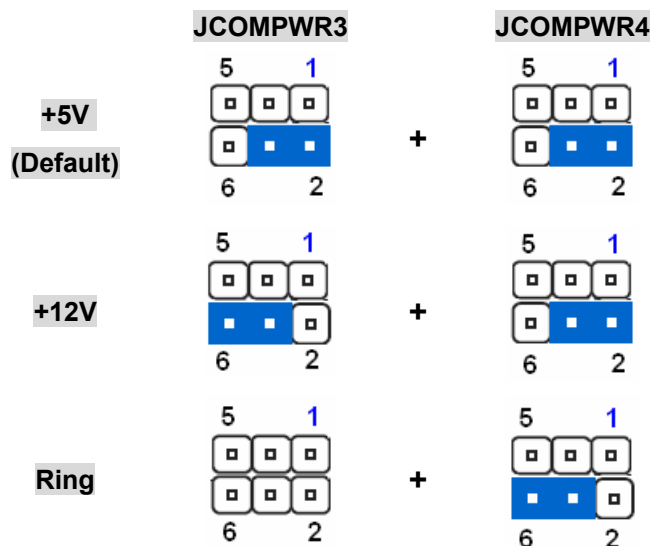 JCOMPWR3 JCOMPWR4
5 1 5 1
+5V
(Default)
+
6 2 6 2
5 1 5 1
+12V +
6 2 6 2
5 1 5 1
Ring +
6 2 6 2